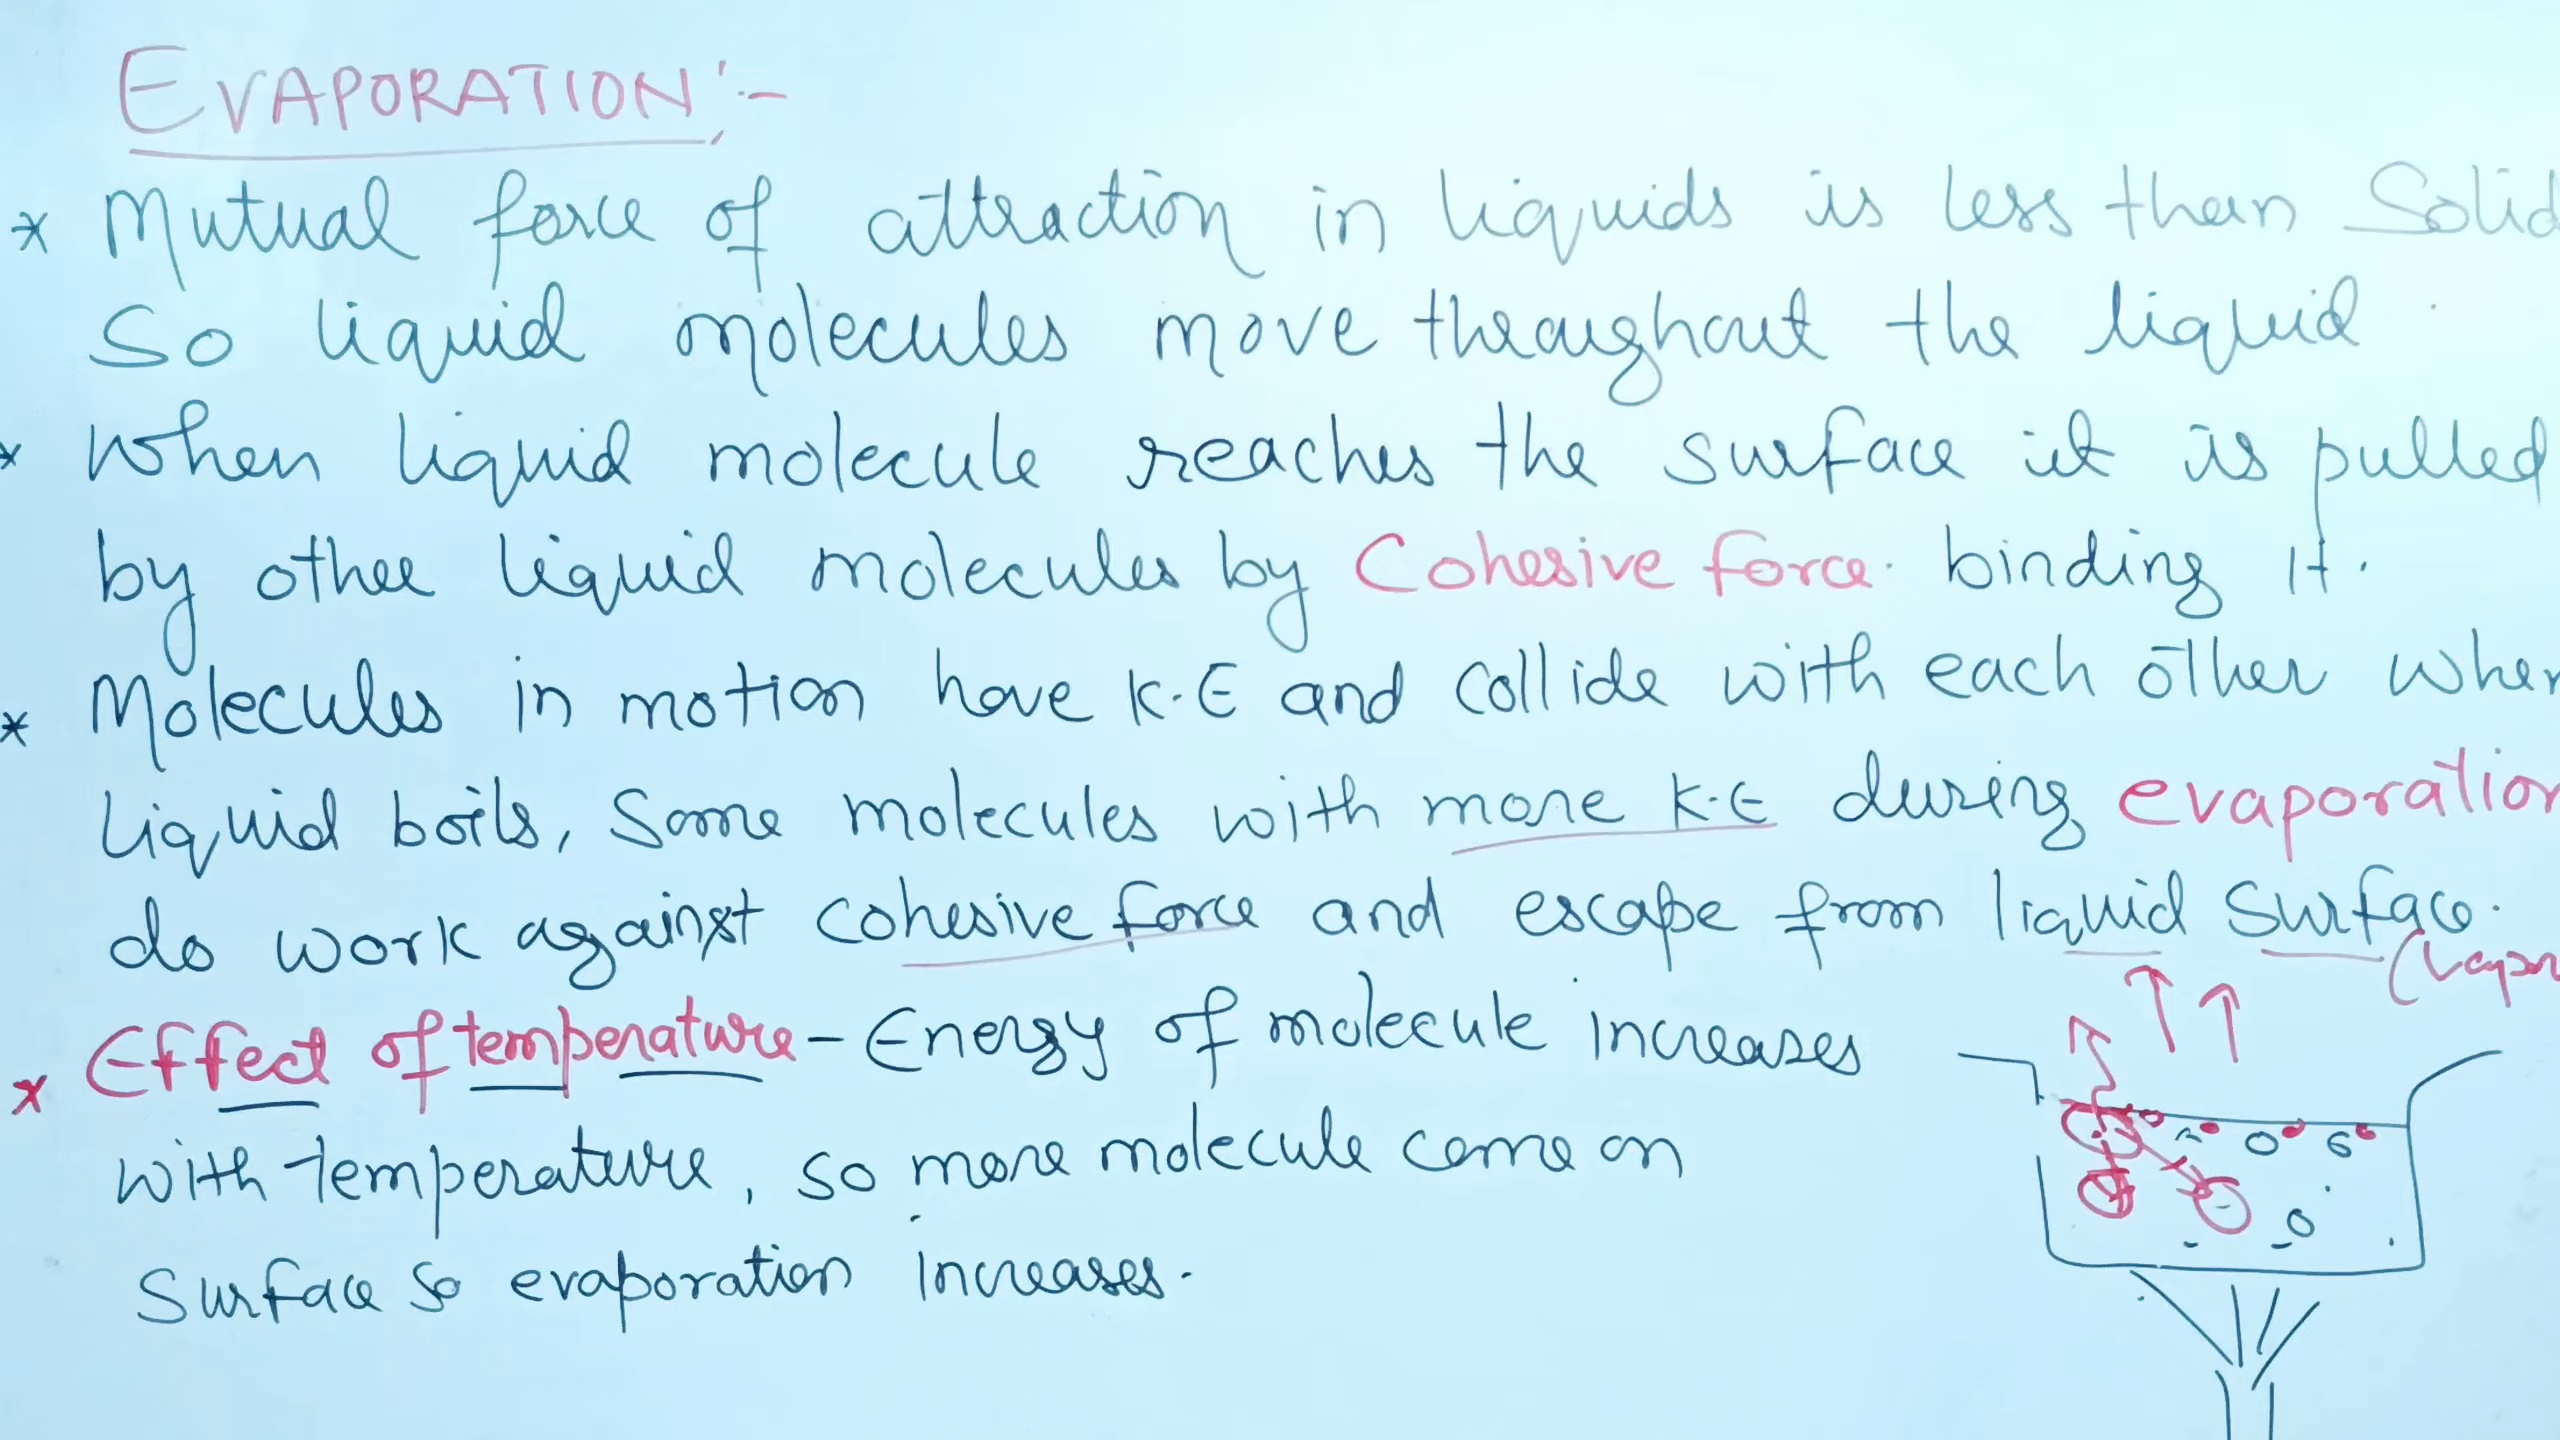 EVAPORATION:-
* Mutual force of attraction in liquids is less than Solid
So liquid molecules move throughout the liquid
* When liquid molecule reaches the surface it is pulled
by other liquid molecules by Cohesive force binding it.
* Molecules in motion have K.E and collide with each other when
liquid boils, Some molecules with more K.E during evaporation
do work against cohesive force and escape from liquid surface.
* Effect of temperature - Energy of molecule increases
with temperature, so more molecule come on
surface so evaporation increases.